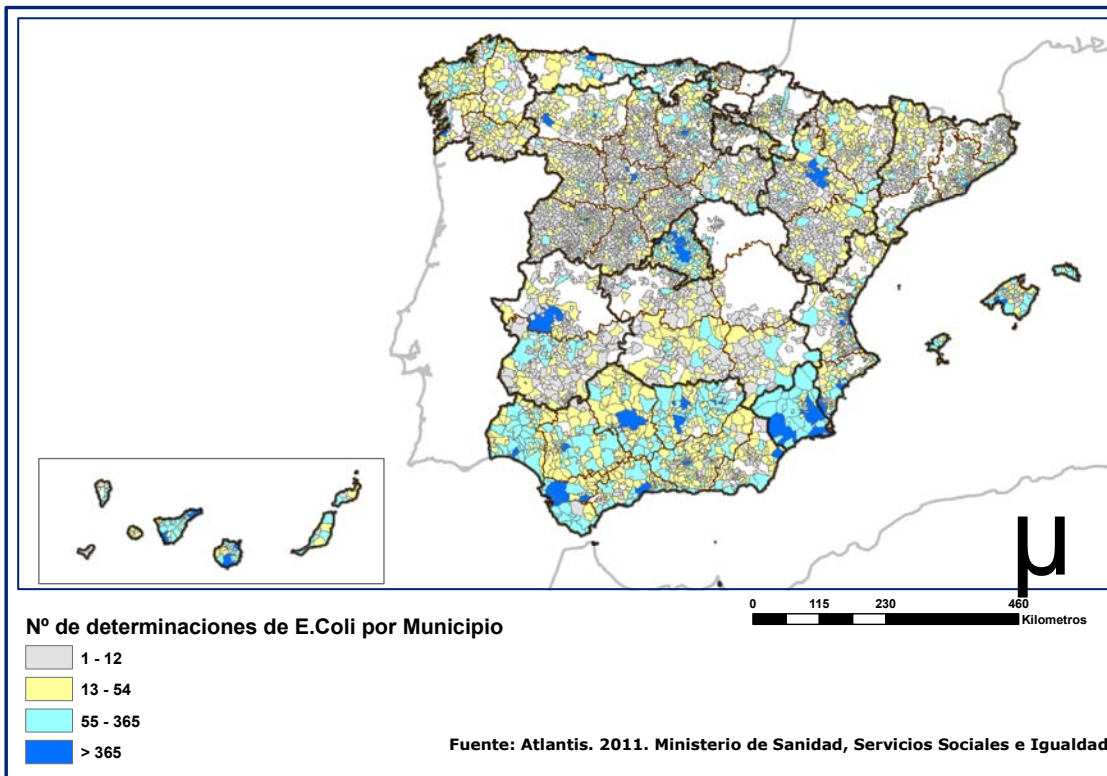 µ
0 115 230 460
Kilometros
Nº de determinaciones de E.Coli por Municipio
1 - 12
13 - 54
55 - 365
> 365
Fuente: Atlantis. 2011. Ministerio de Sanidad, Servicios Sociales e Igualdad